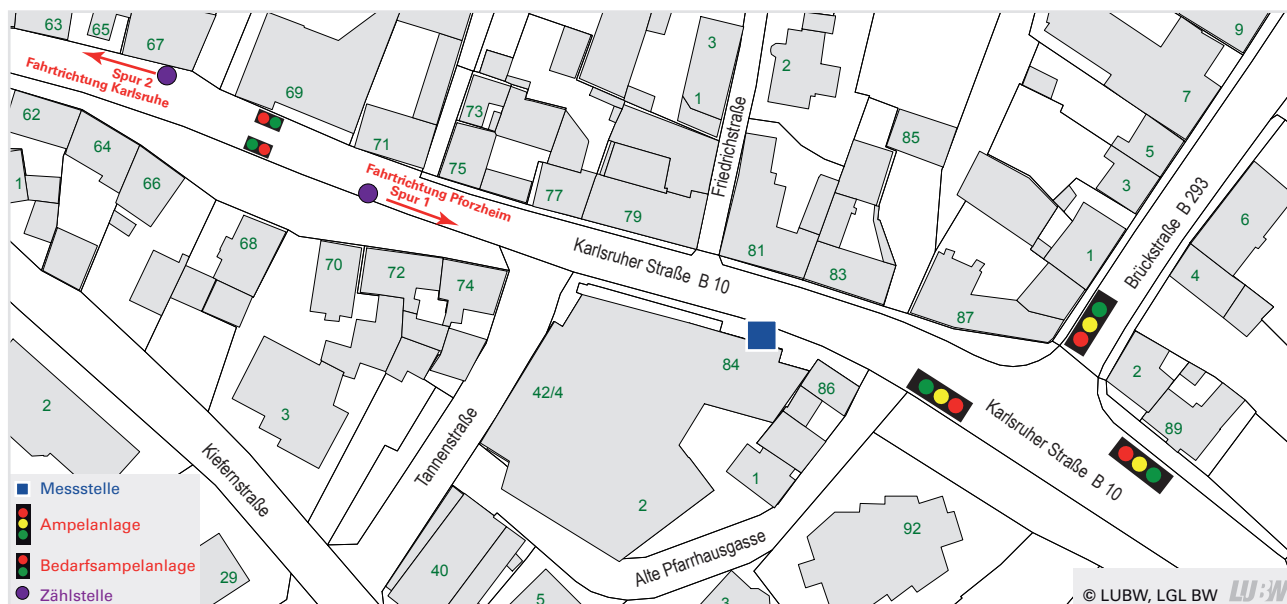 63
65
67
Spur 2
Fahrtrichtung Karlsruhe
69
71
73
75
77
79
3
1
2
85
9
7
5
3
1
6
4
62
64
66
1
68
70
72
74
Fahrtrichtung Pforzheim
Spur 1
Friedrichstraße
81
83
87
Karlsruher Straße B 10
Brückstraße B 293
84
86
42/4
2
89
Karlsruher Straße B 10
2
3
Kiefernstraße
Tannenstraße
1
2
92
Alte Pfarrhausgasse
40
29
5
3
Messstelle
Ampelanlage
Bedarfsampelanlage
Zählstelle
© LUBW, LGL BW LUBW